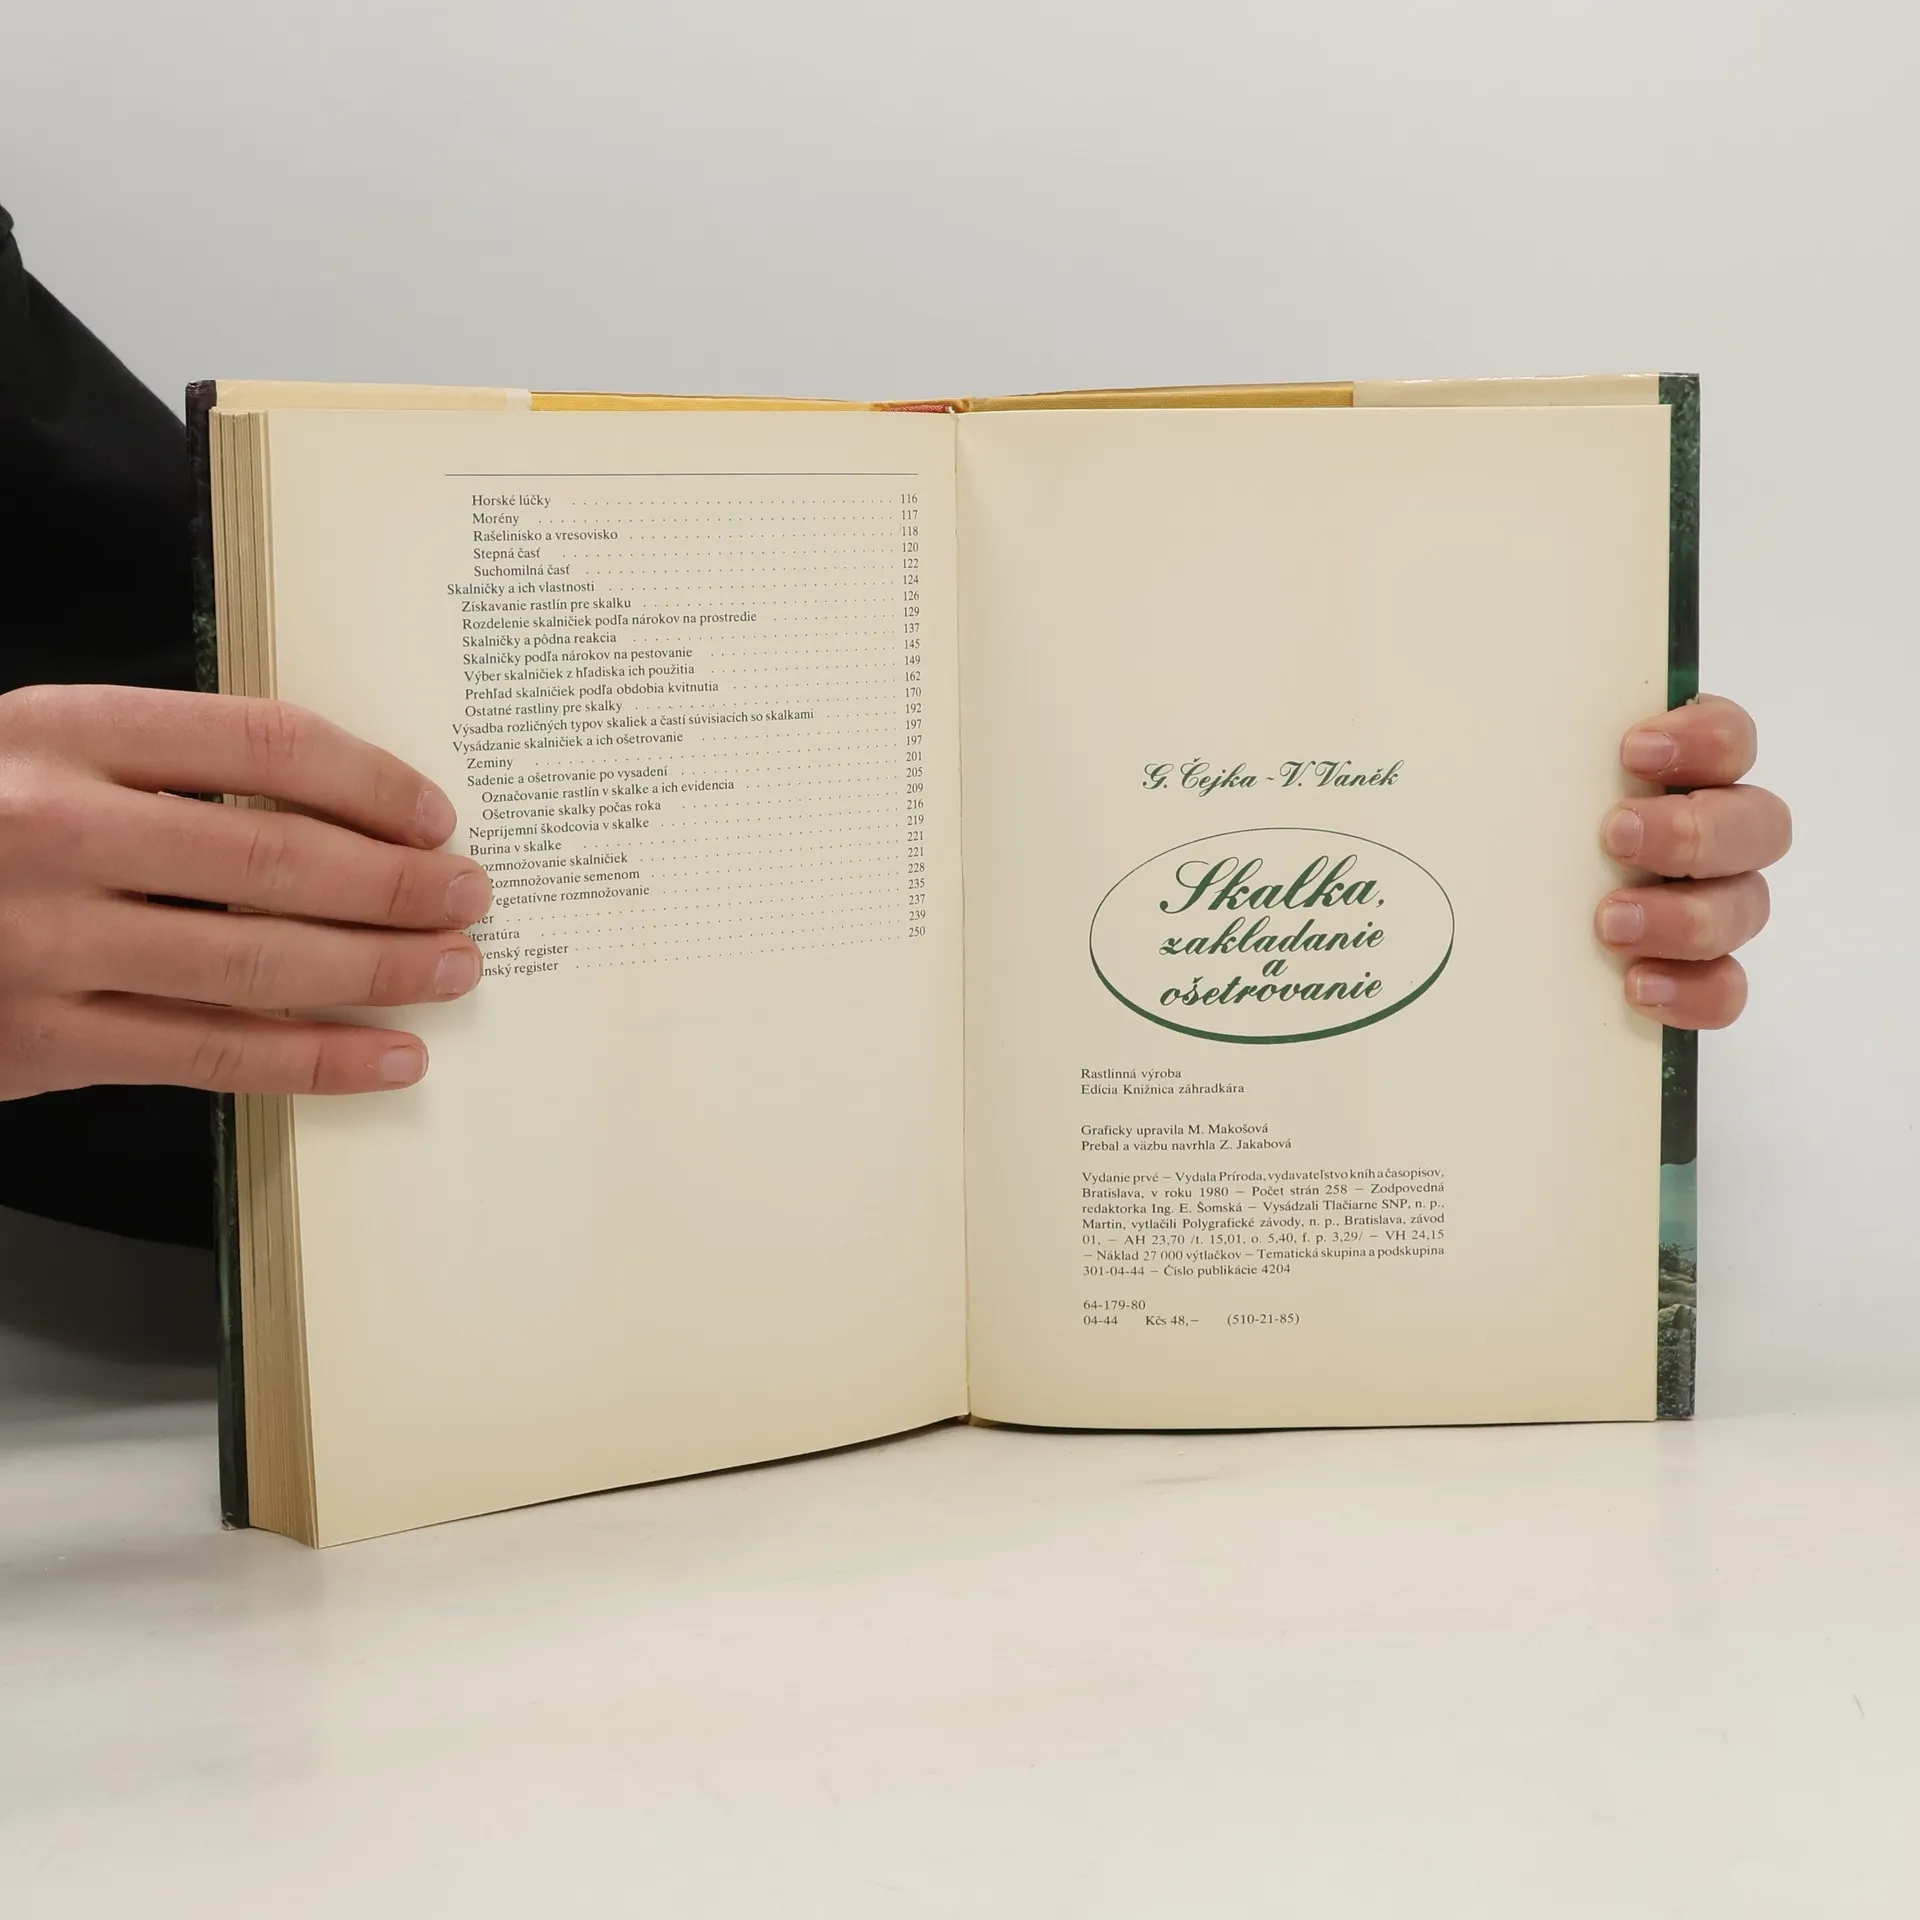 Horské lúčky . . . . . . . . . . . . . . . . . . . . . . . . . . . . 116
Morény . . . . . . . . . . . . . . . . . . . . . . . . . . . . 117
Rašelinisko a vresovisko . . . . . . . . . . . . . . . . . . . . . . . . 118
Stepná časť . . . . . . . . . . . . . . . . . . . . . . . . . . . . 120
Suchomilná časť . . . . . . . . . . . . . . . . . . . . . . . . . . 122
Skalničky a ich vlastnosti . . . . . . . . . . . . . . . . . . . . . . . . 124
Získavanie rastlín pre skalku . . . . . . . . . . . . . . . . . . . . . . 126
Rozdelenie skalničiek podľa nárokov na prostredie . . . . . . . . . . . 129
Skalničky a pôdna reakcia . . . . . . . . . . . . . . . . . . . . . . 137
Skalničky podľa nárokov na pestovanie . . . . . . . . . . . . . . . . 145
Výber skalničiek z hľadiska ich použitia . . . . . . . . . . . . . . . . 149
Prehľad skalničiek podľa obdobia kvitnutia . . . . . . . . . . . . . . 162
Ostatné rastliny pre skalky . . . . . . . . . . . . . . . . . . . . . . 170
Výsadba rozličných typov skaliek a častí súvisiacich so skalkami . . . . . . 192
Vysádzanie skalničiek a ich ošetrovanie . . . . . . . . . . . . . . . . . 197
Zeminy . . . . . . . . . . . . . . . . . . . . . . . . . . . . 197
Sadenie a ošetrovanie po vysadení . . . . . . . . . . . . . . . . . . 201
Označovanie rastlín v skalke a ich evidencia . . . . . . . . . . . . . . 205
Ošetrovanie skalky počas roka . . . . . . . . . . . . . . . . . . . . 209
Nepríjemní škodcovia v skalke . . . . . . . . . . . . . . . . . . . . 216
Burina v skalke . . . . . . . . . . . . . . . . . . . . . . . . . . 219
ozmnožovanie skalničiek . . . . . . . . . . . . . . . . . . . . . . 221
Rozmnožovanie semenom . . . . . . . . . . . . . . . . . . . . . . 221
egetatívne rozmnožovanie . . . . . . . . . . . . . . . . . . . . . 228
ver . . . . . . . . . . . . . . . . . . . . . . . . . . . . . . 235
iteratúra . . . . . . . . . . . . . . . . . . . . . . . . . . . . 237
venský register . . . . . . . . . . . . . . . . . . . . . . . . . . 239
nský register . . . . . . . . . . . . . . . . . . . . . . . . . . 250
G. Čejka - V. Vaněk
Skalka,
zakladanie
a
ošetrovanie
Rastlinná výroba
Edícia Knižnica záhradkára
Graficky upravila M. Makošová
Prebal a väzbu navrhla Z. Jakabová
Vydanie prvé – Vydala Príroda, vydavateľstvo kníh a časopisov,
Bratislava, v roku 1980 – Počet strán 258 – Zodpovedná
redaktorka Ing. E. Šomská – Vysádzali Tlačiarne SNP, n. p.,
Martin, vytlačili Polygrafické závody, n. p., Bratislava, závod
01, – AH 23,70 /t. 15,01, o. 5,40, f. p. 3,29/ – VH 24,15
– Náklad 27 000 výtlačkov – Tematická skupina a podskupina
301-04-44 – Číslo publikácie 4204
64-179-80
04-44 Kčs 48,– (510-21-85)